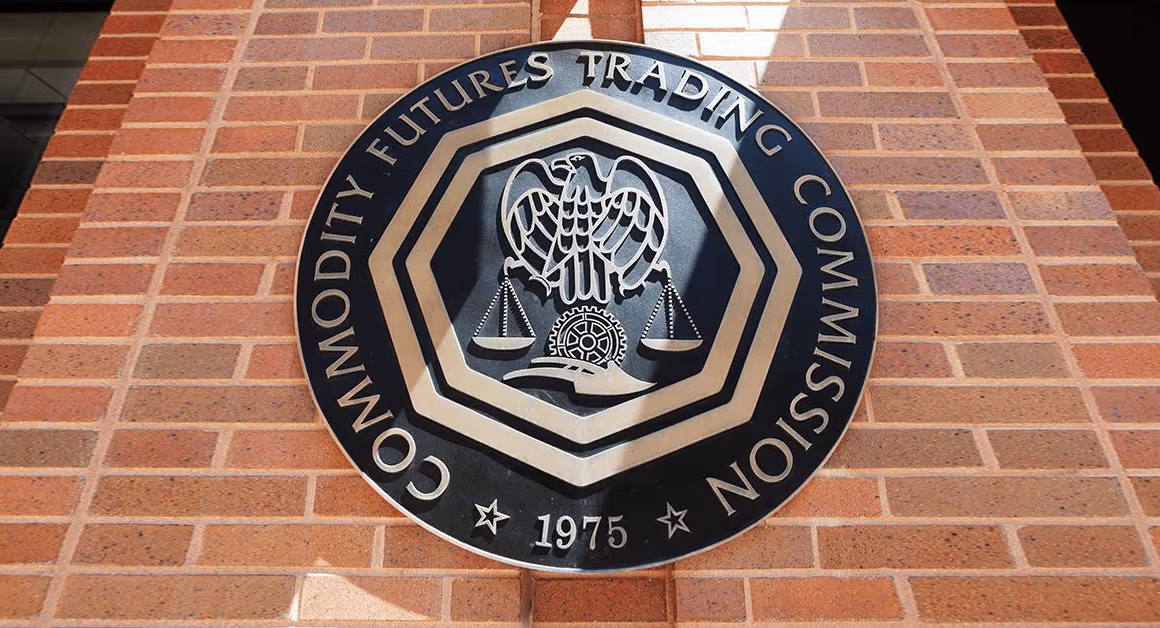 COMMODITY FUTURES TRADING COMMISSION
1975